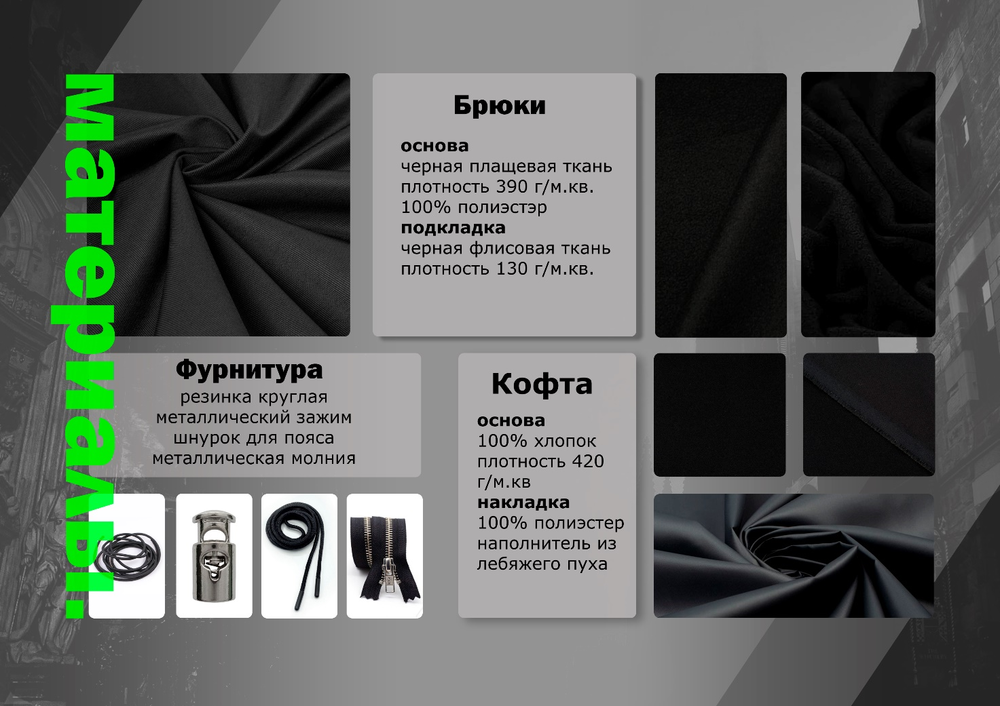 материалы.
Брюки
основа
черная плащевая ткань
плотность 390 г/м.кв.
100% полиэстэр
подкладка
черная флисовая ткань
плотность 130 г/м.кв.
Фурнитура
резинка круглая
металлический зажим
шнурок для пояса
металлическая молния
Кофта
основа
100% хлопок
плотность 420
г/м.кв
накладка
100% полиэстер
наполнитель из
лебяжего пуха